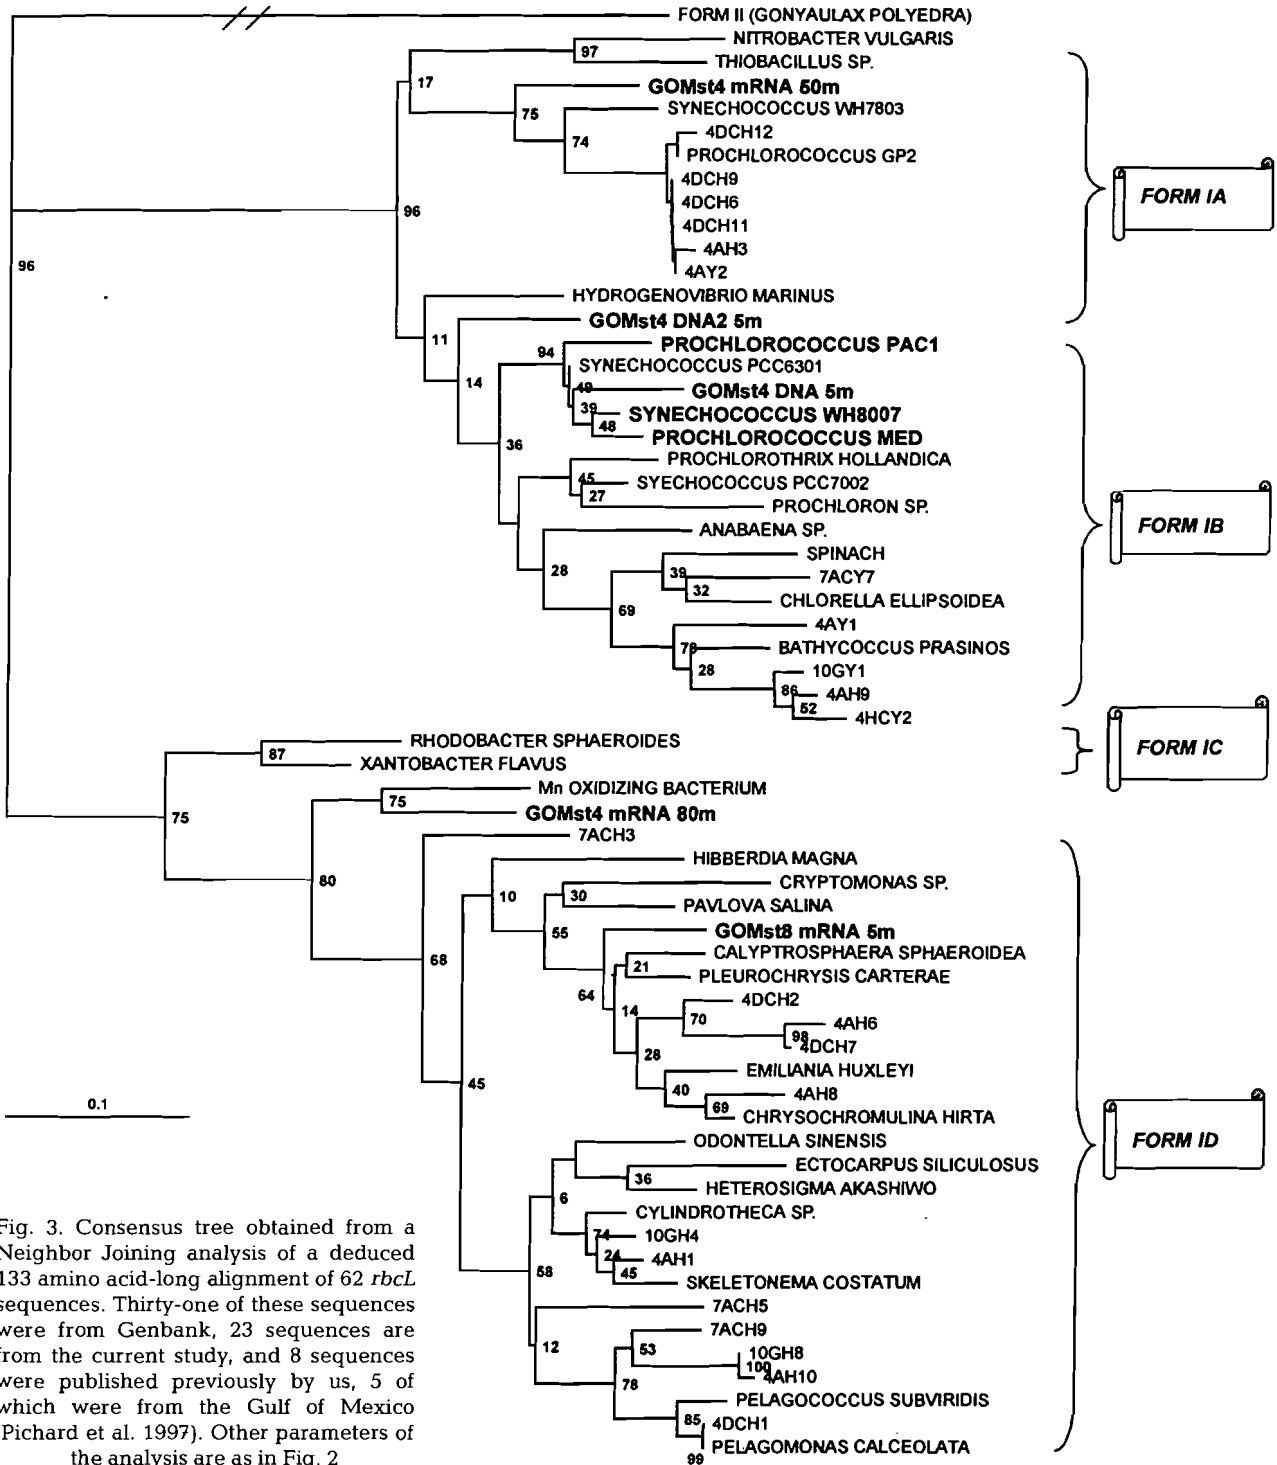 FORM II (GONYAULAX POLYEDRA)
NITROBACTER VULGARIS
97
THIOBACILLUS SP.
17
GOMst4 mRNA 50m
75
SYNECHOCOCCUS WH7803
74
4DCH12
PROCHLOROCOCCUS GP2
4DCH9
FORM IA
4DCH6
96
4DCH11
4AH3
96
4AY2
HYDROGENOVIBRIO MARINUS
GOMst4 DNA2 5m
11
PROCHLOROCOCCUS PAC1
94
SYNECHOCOCCUS PCC6301
14
49
GOMst4 DNA 5m
39
SYNECHOCOCCUS WH8007
48
PROCHLOROCOCCUS MED
36
PROCHLOROTHRIX HOLLANDICA
45
SYECHOCOCCUS PCC7002
27
PROCHLORON SP.
FORM IB
ANABAENA SP.
SPINACH
28
39
7ACY7
32
CHLORELLA ELLIPSOIDEA
69
4AY1
78
BATHYCOCCUS PRASINOS
28
10GY1
86
4AH9
52
4HCY2
RHODOBACTER SPHAEROIDES
87
FORM IC
XANTOBACTER FLAVUS
Mn OXIDIZING BACTERIUM
75
GOMst4 mRNA 80m
75
7ACH3
HIBBERDIA MAGNA
80
CRYPTOMONAS SP.
10
30
PAVLOVA SALINA
55
GOMst8 mRNA 5m
CALYPTROSPHAERA SPHAEROIDEA
68
21
PLEUROCHRYSIS CARTERAE
64
4DCH2
14
70
4AH6
98
4DCH7
28
EMILIANIA HUXLEYI
45
40
4AH8
0.1
69
CHRYSOCHROMULINA HIRTA
ODONTELLA SINENSIS
FORM ID
ECTOCARPUS SILICULOSUS
36
HETEROSIGMA AKASHIWO
6
CYLINDROTHECA SP.
74
10GH4
24
4AH1
58
45
SKELETONEMA COSTATUM
7ACH5
7ACH9
12
53
10GH8
100
4AH10
78
PELAGOCOCCUS SUBVIRIDIS
85
4DCH1
PELAGOMONAS CALCEOLATA
99
Fig. 3. Consensus tree obtained from a
Neighbor Joining analysis of a deduced
133 amino acid-long alignment of 62 rbcL
sequences. Thirty-one of these sequences
were from Genbank, 23 sequences are
from the current study, and 8 sequences
were published previously by us, 5 of
which were from the Gulf of Mexico
(Pichard et al. 1997). Other parameters of
the analysis are as in Fig. 2